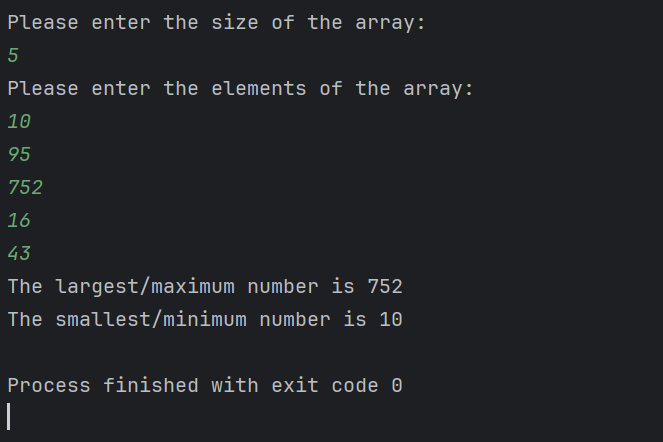 Please enter the size of the array:
5
Please enter the elements of the array:
10
95
752
16
43
The largest/maximum number is 752
The smallest/minimum number is 10
Process finished with exit code 0